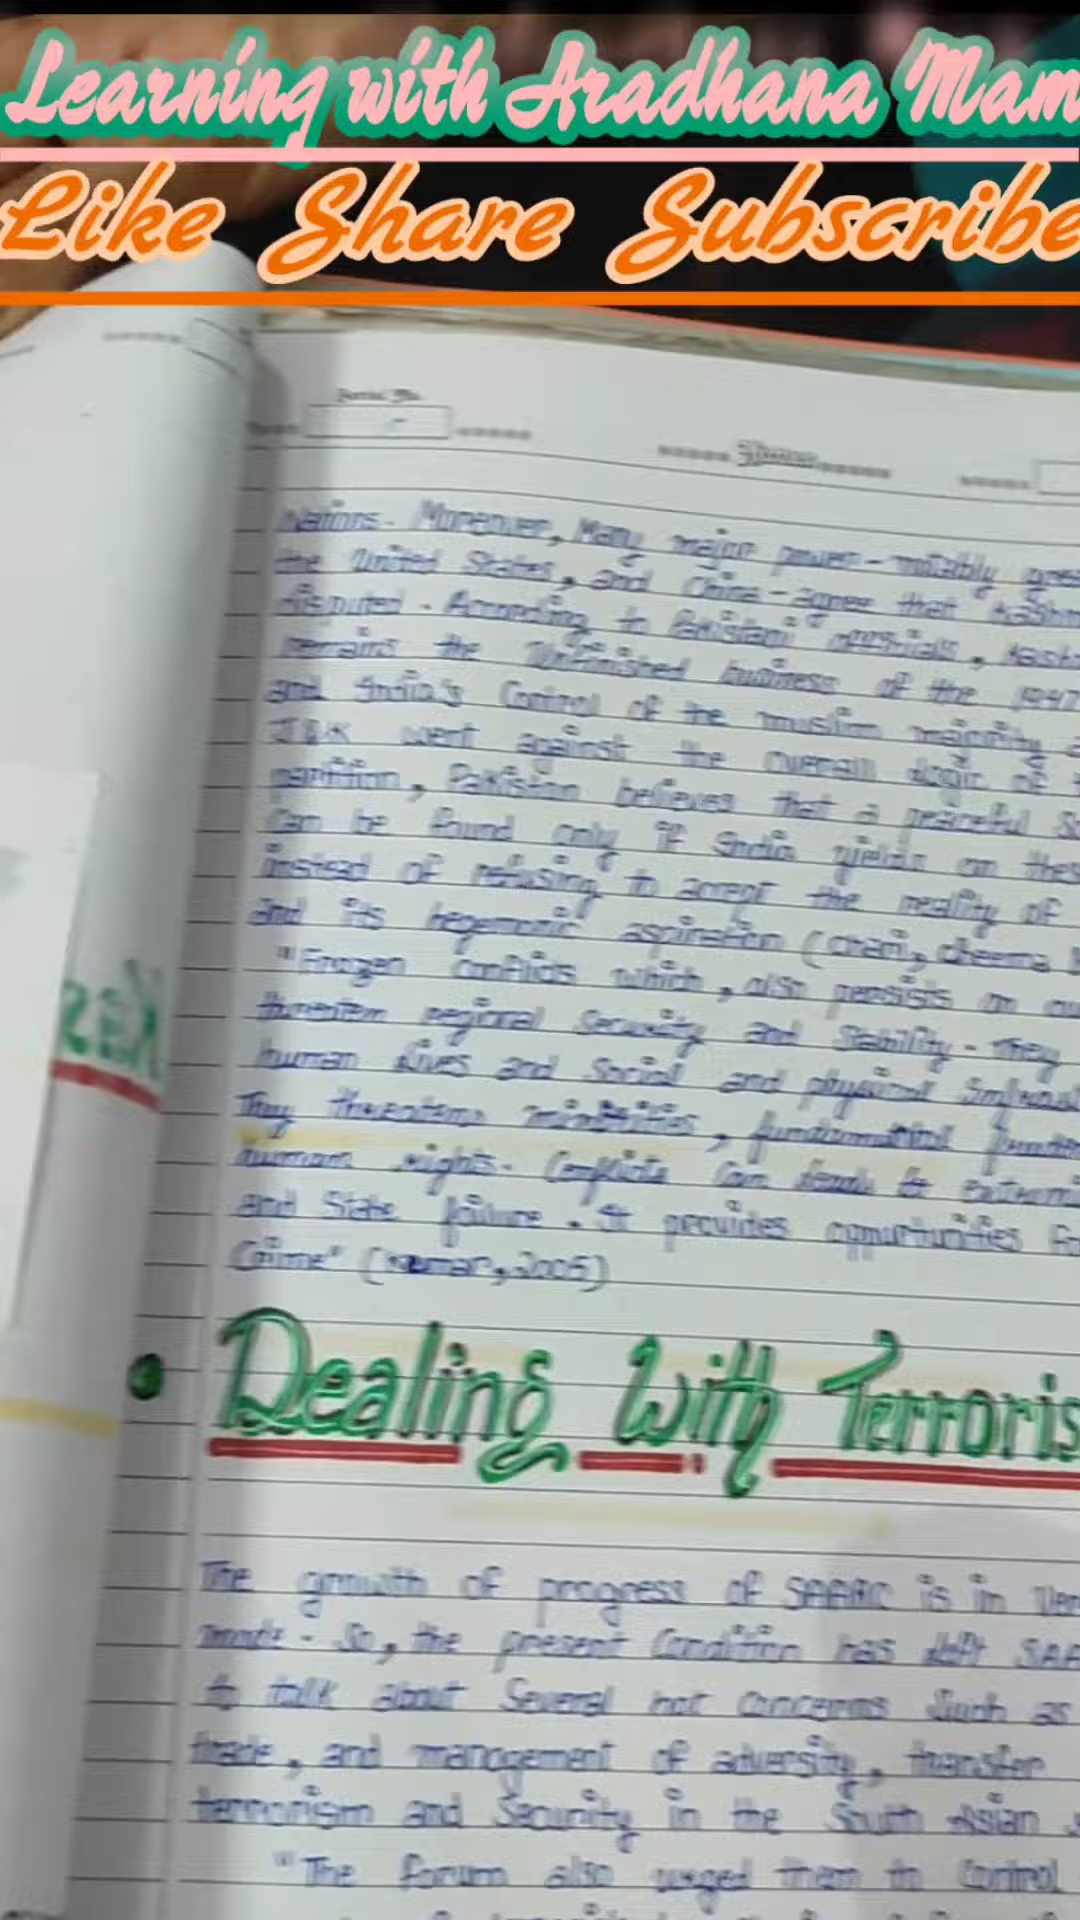 Learning with Aradhana Mam
Like Share Subscribe
Serial No.
Nations. Moreover, Many major power - notably
the United States, and China - agree that
disputed. According to Pakistani officials,
remains the unfinished business of the 1947
and India's Control of the muslim majority
J&K went against the overall logic of
partition, Pakistan believes that a peaceful
Can be found only if India yields on
instead of refusing to accept the reality of
and its hegemonic aspiration (Chari, Cheema
"Frozen Conflicts which, also persists on
threaten regional Security and Stability. They
human lives and Social and physical
They threatens minorities, fundamental
human rights. Conflicts Can lead to
and State failure. It provides oppurtunities
Crime" (Kumar, 2005)
Dealing With Terroris
The growth of progress of SAARC is in
mode. So, the present Condition has left
to talk about Several hot Concerns Such as
trade, and management of adversity, transfer
terrorism and Security in the South Asian
"The forum also urged them to Control